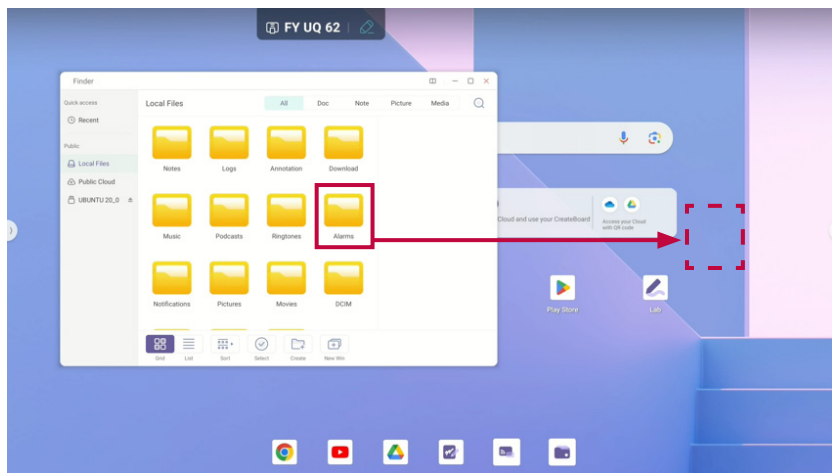 FY UQ 62
Finder
Quick access
Recent
Public
Local Files
Public Cloud
UBUNTU 20_0
Local Files
All
Doc
Note
Picture
Media
Notes
Logs
Annotation
Download
Music
Podcasts
Ringtones
Alarms
Notifications
Pictures
Movies
DCIM
Grid
List
Sort
Select
Create
New Win
Cloud and use your CreateBoard
Access your Cloud
with QR code
Play Store
Lab